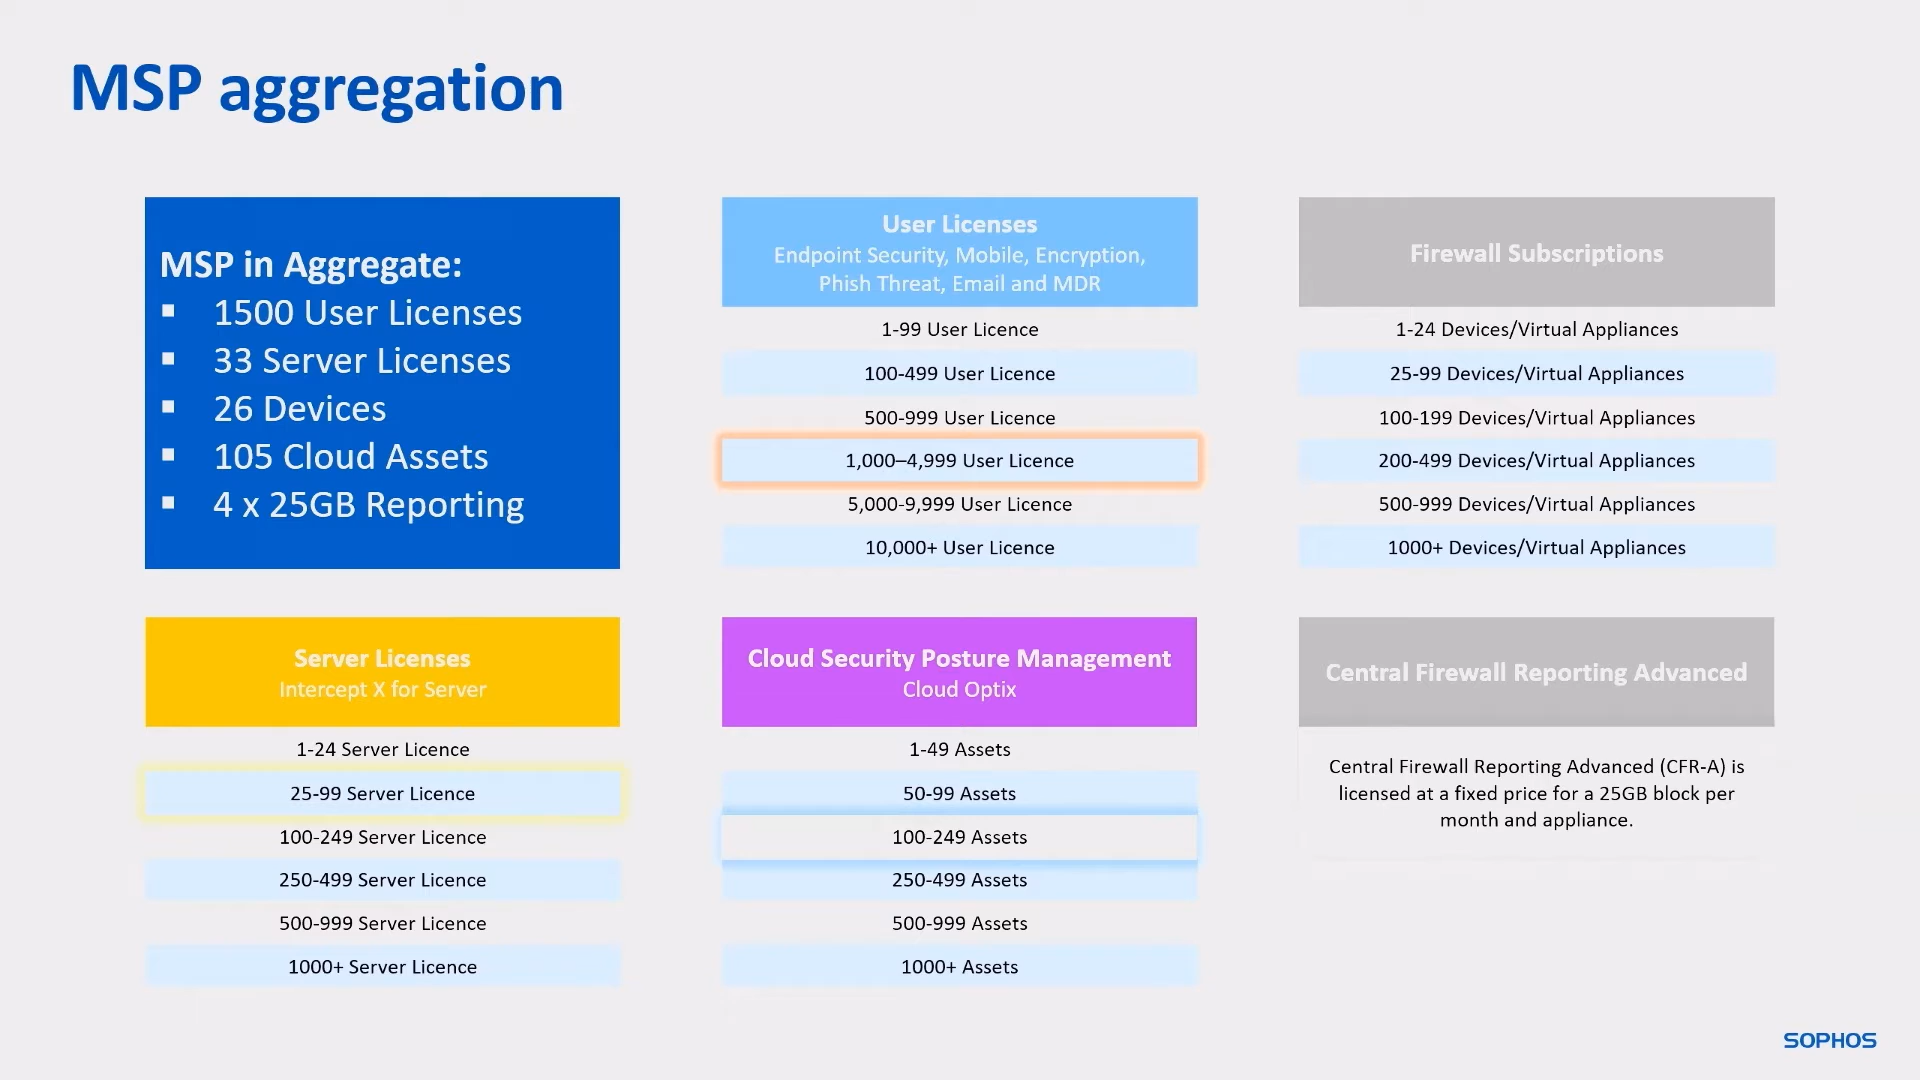 MSP aggregation
MSP in Aggregate:
▪ 1500 User Licenses
▪ 33 Server Licenses
▪ 26 Devices
▪ 105 Cloud Assets
▪ 4 x 25GB Reporting
User Licenses
Endpoint Security, Mobile, Encryption,
Phish Threat, Email and MDR
1-99 User Licence
100-499 User Licence
500-999 User Licence
1,000–4,999 User Licence
5,000-9,999 User Licence
10,000+ User Licence
Firewall Subscriptions
1-24 Devices/Virtual Appliances
25-99 Devices/Virtual Appliances
100-199 Devices/Virtual Appliances
200-499 Devices/Virtual Appliances
500-999 Devices/Virtual Appliances
1000+ Devices/Virtual Appliances
Server Licenses
Intercept X for Server
1-24 Server Licence
25-99 Server Licence
100-249 Server Licence
250-499 Server Licence
500-999 Server Licence
1000+ Server Licence
Cloud Security Posture Management
Cloud Optix
1-49 Assets
50-99 Assets
100-249 Assets
250-499 Assets
500-999 Assets
1000+ Assets
Central Firewall Reporting Advanced
Central Firewall Reporting Advanced (CFR-A) is
licensed at a fixed price for a 25GB block per
month and appliance.
SOPHOS